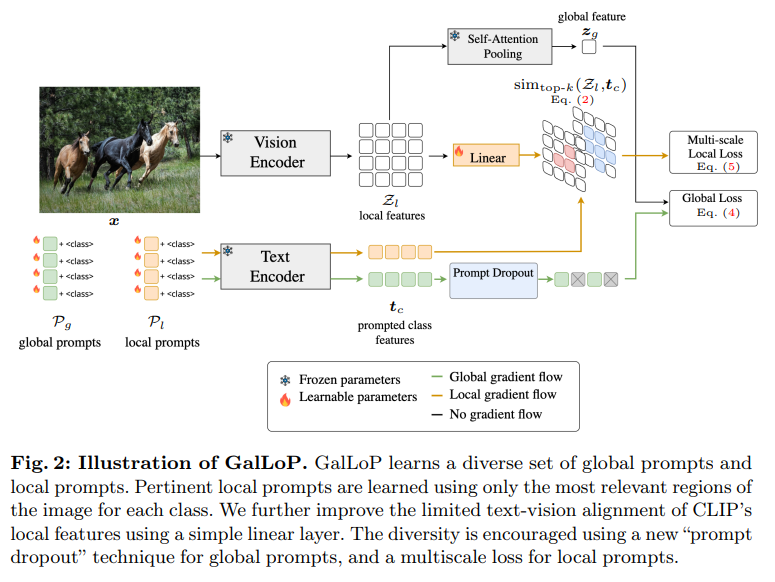 global feature
z_g
Self-Attention
Pooling
sim_top-k(Z_l, t_c)
Eq. (2)
Vision
Encoder
Linear
Multi-scale
Local Loss
Eq. (5)
Z_l
local features
Global Loss
Eq. (4)
x
+ <class> + <class>
+ <class> + <class>
+ <class> + <class>
+ <class> + <class>
Text
Encoder
Prompt Dropout
P_g
global prompts
P_l
local prompts
t_c
prompted class
features
Frozen parameters
Learnable parameters
Global gradient flow
Local gradient flow
No gradient flow
Fig. 2: Illustration of GalLoP. GalLoP learns a diverse set of global prompts and
local prompts. Pertinent local prompts are learned using only the most relevant regions of
the image for each class. We further improve the limited text-vision alignment of CLIP's
local features using a simple linear layer. The diversity is encouraged using a new “prompt
dropout” technique for global prompts, and a multiscale loss for local prompts.